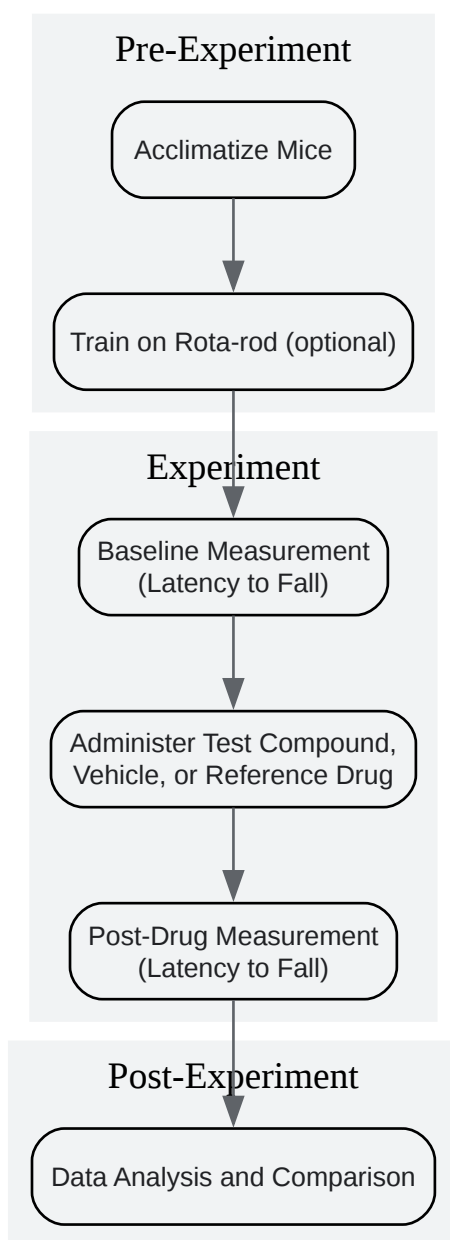 Pre-Experiment
Acclimatize Mice
Train on Rota-rod (optional)
Experiment
Baseline Measurement
(Latency to Fall)
Administer Test Compound,
Vehicle, or Reference Drug
Post-Drug Measurement
(Latency to Fall)
Post-Experiment
Data Analysis and Comparison